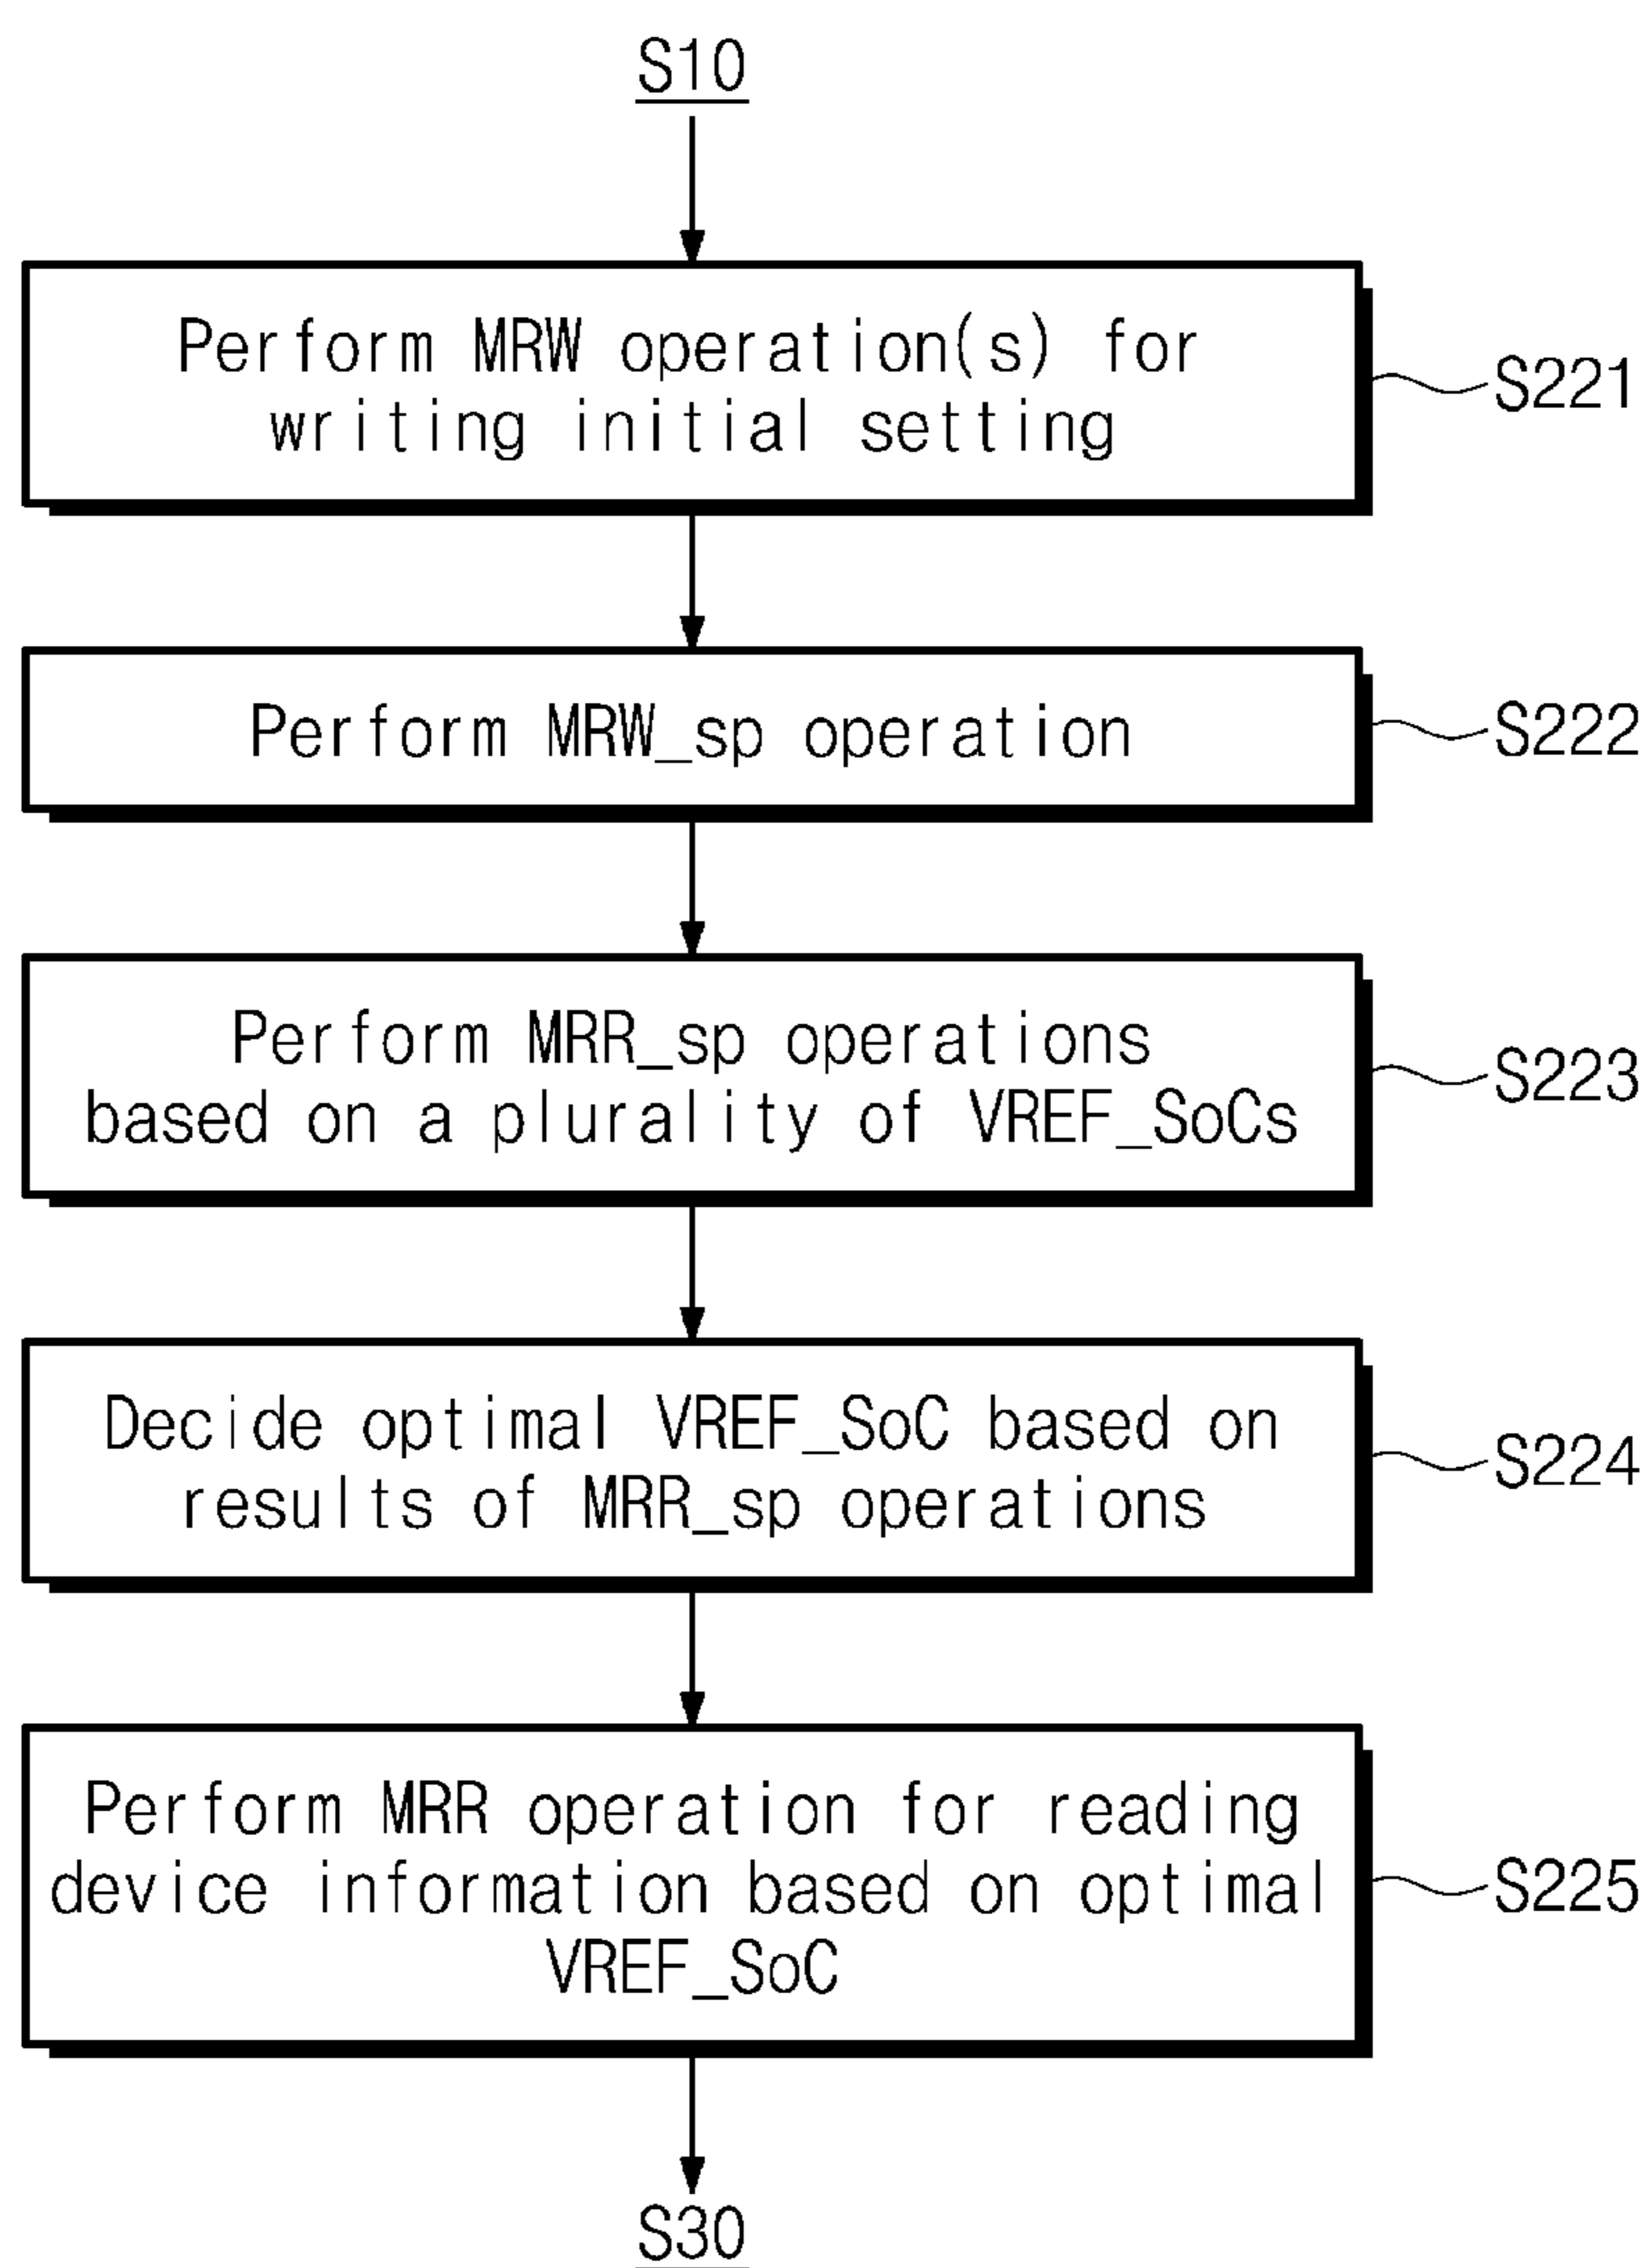 S10
Perform MRW operation(s) for
writing initial setting
S221
Perform MRW_sp operation
S222
Perform MRR_sp operations
based on a plurality of VREF_SoCs
S223
Decide optimal VREF_SoC based on
results of MRR_sp operations
S224
Perform MRR operation for reading
device information based on optimal
VREF_SoC
S225
S30